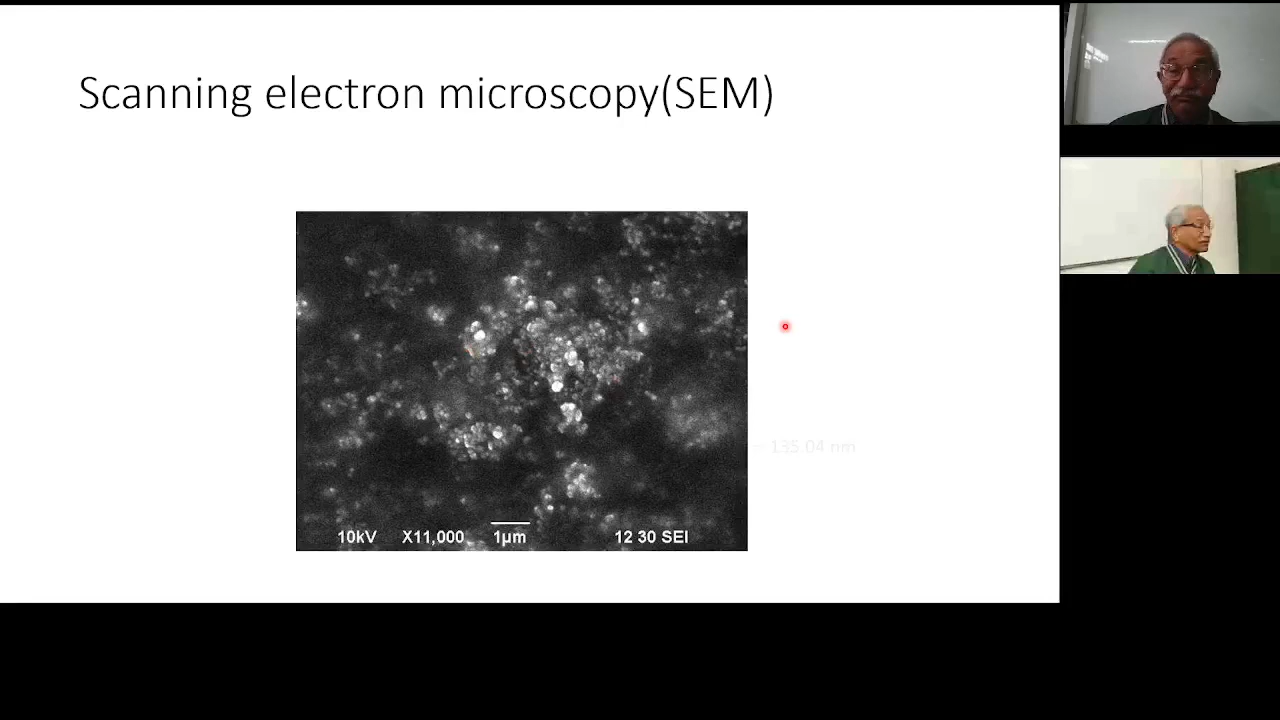 Scanning electron microscopy(SEM)
135.04 nm
10kV X11,000 1µm 12 30 SEI